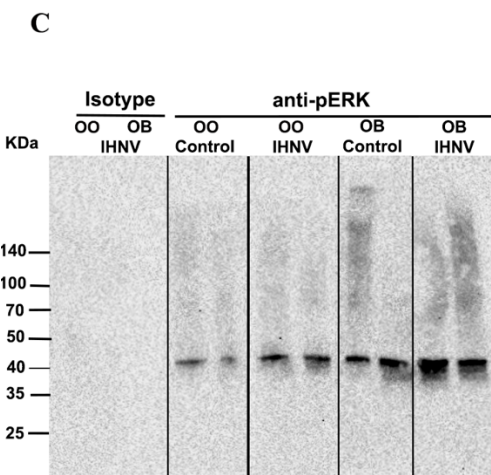 C
Isotype anti-pERK
OO OB OO OO OB OB
KDa IHNV Control IHNV Control IHNV
140
100
70
50
40
35
25